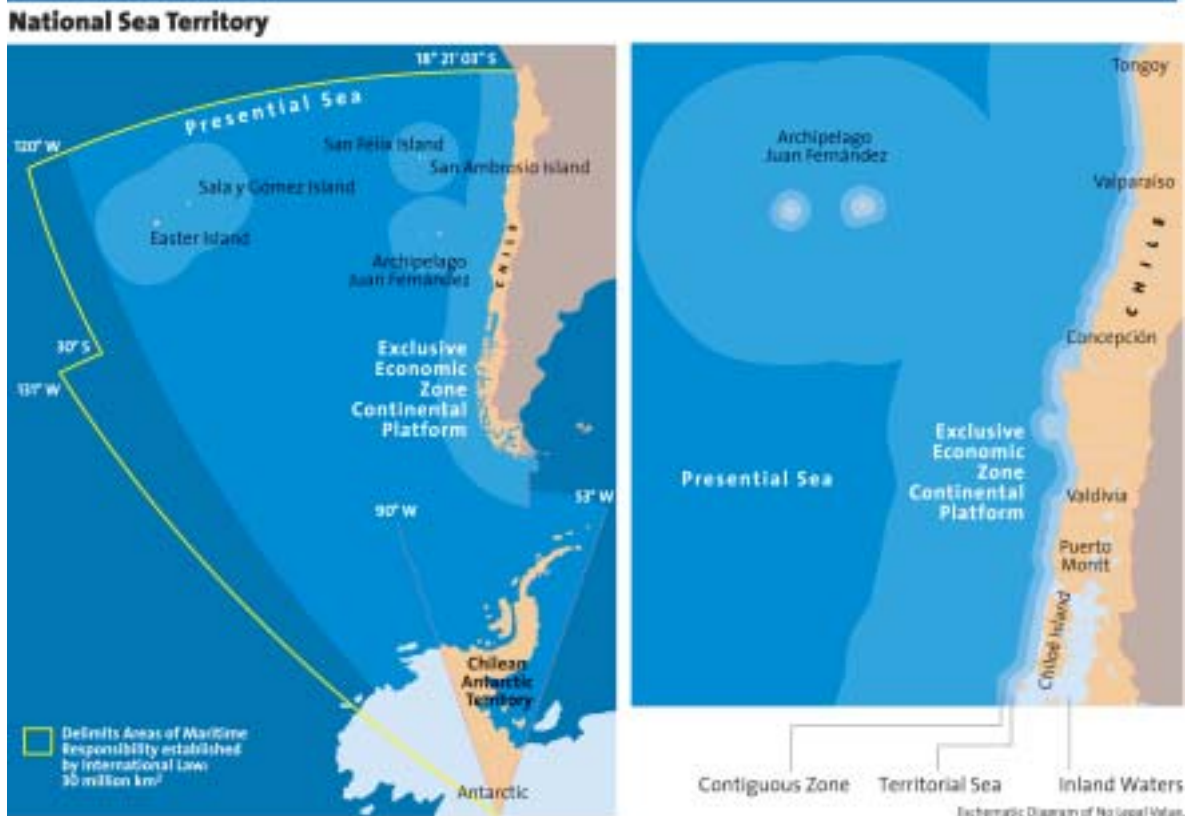 National Sea Territory
18° 21' 03" S
Presential Sea
120° W
San Félix Island
San Ambrosio Island
Sala y Gómez Island
Easter Island
CHILE
Archipelago
Juan Fernández
30° S
131° W
Exclusive
Economic
Zone
Continental
Platform
53° W
90° W
Chilean
Antarctic
Territory
Delimits Areas of Maritime
Responsibility established
by International Law:
30 million km²
Antarctic
Tongoy
Archipelago
Juan Fernández
Valparaíso
CHILE
Concepción
Exclusive
Economic
Zone
Continental
Platform
Presential Sea
Valdivia
Puerto
Montt
Chiloé Island
Contiguous Zone
Territorial Sea
Inland Waters
Eschematic Diagram of No Legal Value.